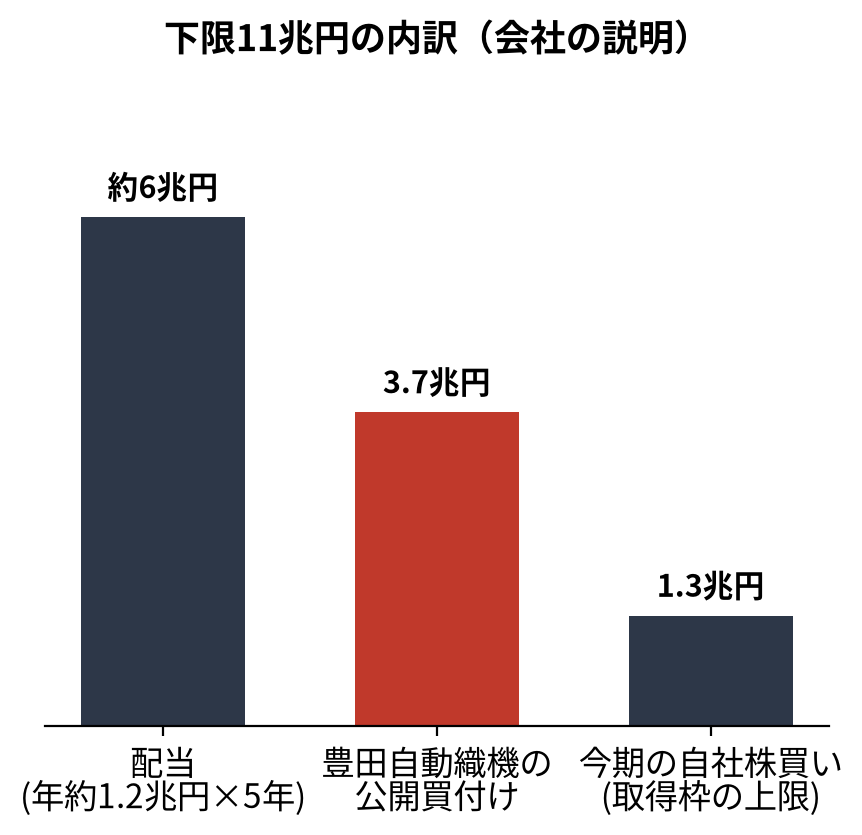 下限11兆円の内訳（会社の説明）
約6兆円
3.7兆円
1.3兆円
配当
(年約1.2兆円×5年)
豊田自動織機の
公開買付け
今期の自社株買い
(取得枠の上限)